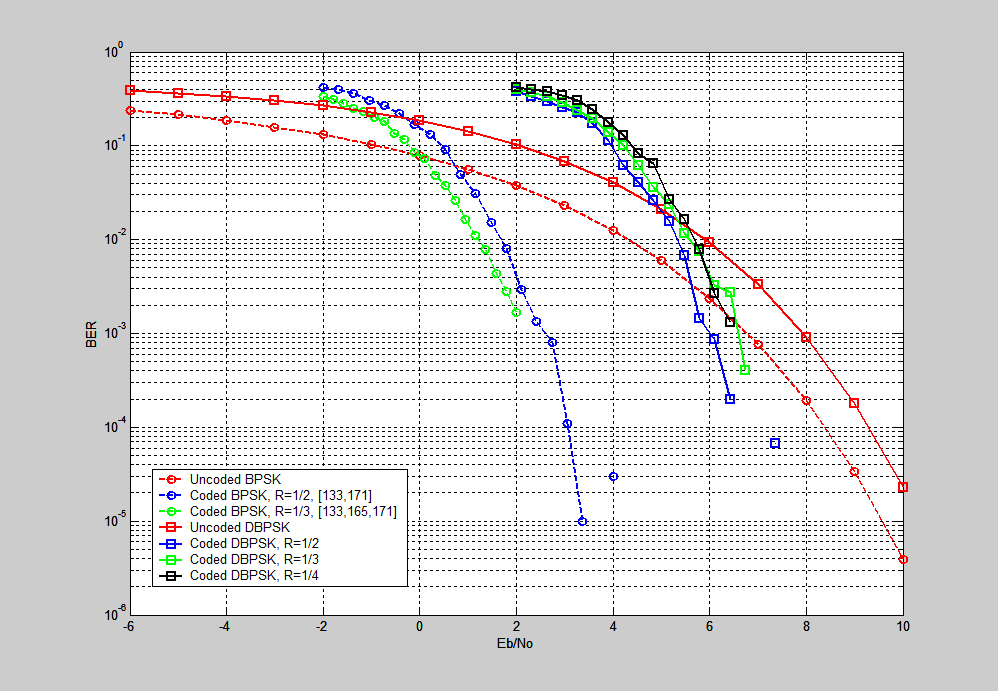 10^0
10^-1
10^-2
10^-3
10^-4
10^-5
10^-6
BER
Uncoded BPSK
Coded BPSK, R=1/2, [133,171]
Coded BPSK, R=1/3, [133,165,171]
Uncoded DBPSK
Coded DBPSK, R=1/2
Coded DBPSK, R=1/3
Coded DBPSK, R=1/4
-6 -4 -2 0 2 4 6 8 10
Eb/No